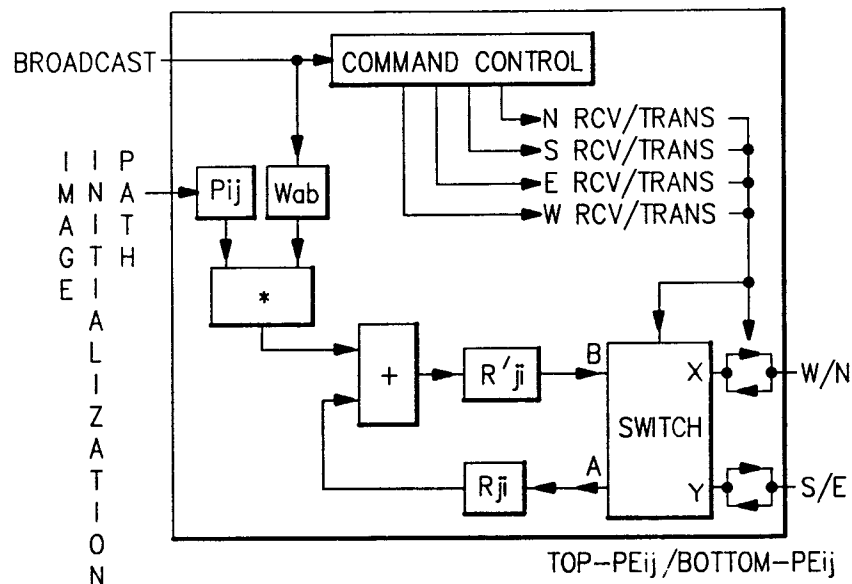 BROADCAST
COMMAND CONTROL
N RCV/TRANS
S RCV/TRANS
E RCV/TRANS
W RCV/TRANS
IMAGE
INITIALIZATION
PATH
Pij
Wab
*
+
R'ji
B
X
W/N
SWITCH
Rji
A
Y
S/E
TOP-PEij/BOTTOM-PEij